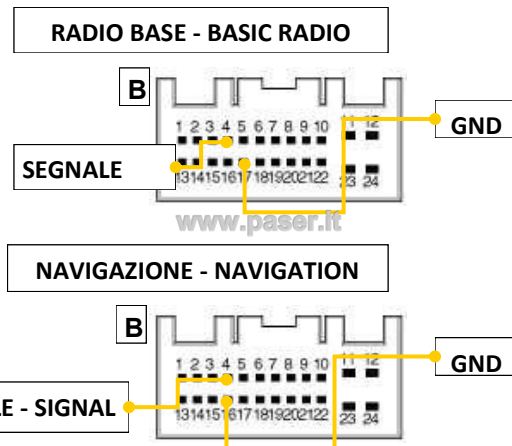 RADIO BASE - BASIC RADIO
B
1 2 3 4 5 6 7 8 9 10 11 12
GND
SEGNALE
13 14 15 16 17 18 19 20 21 22 23 24
www.paser.it
NAVIGAZIONE - NAVIGATION
B
1 2 3 4 5 6 7 8 9 10 11 12
GND
LE - SIGNAL
13 14 15 16 17 18 19 20 21 22 23 24